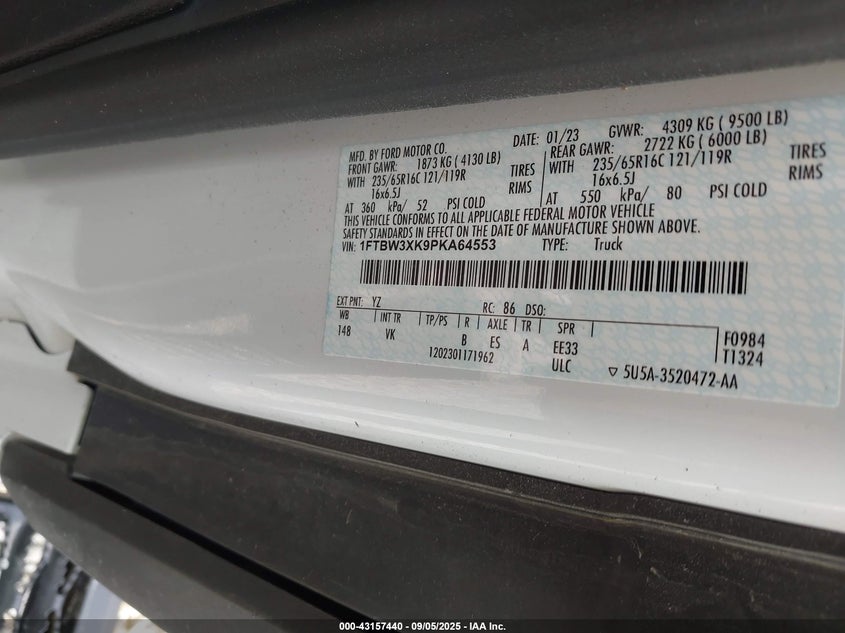 MFD. BY FORD MOTOR CO. DATE: 01/23 GVWR: 4309 KG ( 9500 LB)
FRONT GAWR: 1873 KG ( 4130 LB) REAR GAWR: 2722 KG ( 6000 LB)
WITH 235/65R16C 121/119R TIRES WITH 235/65R16C 121/119R TIRES
16x6.5J RIMS 16x6.5J RIMS
AT 360 kPa/ 52 PSI COLD AT 550 kPa/ 80 PSI COLD
THIS VEHICLE CONFORMS TO ALL APPLICABLE FEDERAL MOTOR VEHICLE
SAFETY STANDARDS IN EFFECT ON THE DATE OF MANUFACTURE SHOWN ABOVE.
VIN: 1FTBW3XK9PKA64553 TYPE: Truck
EXT PNT: YZ RC: 86 DSO:
WB INT TR TP/PS R AXLE TR SPR
148 VK B ES A EE33
1202301171962 ULC
F0984
T1324
5U5A-3520472-AA
000-43157440 - 09/05/2025 - IAA Inc.